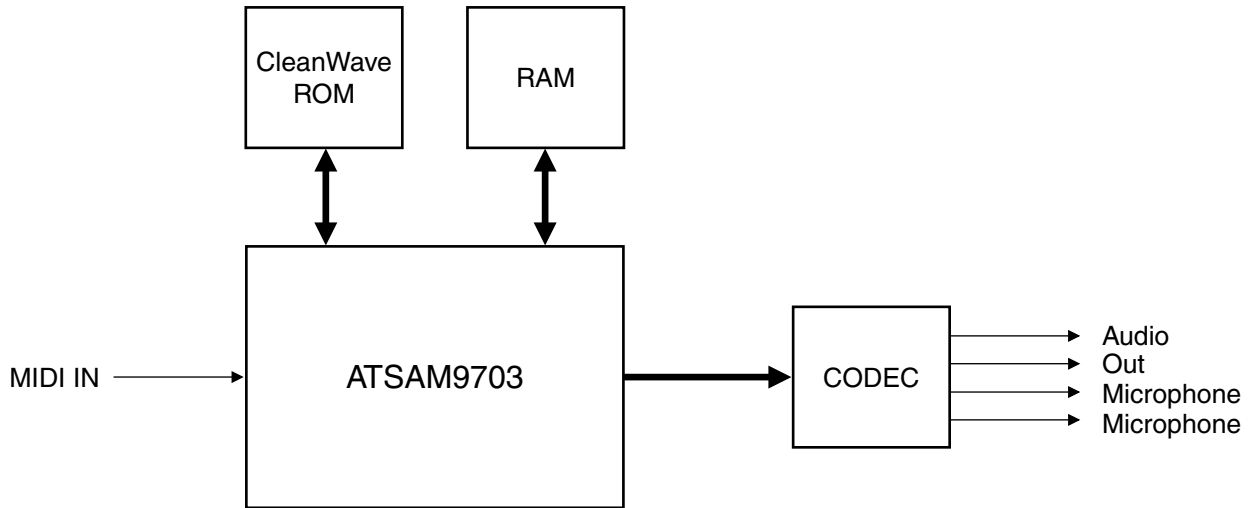 CleanWave
ROM
RAM
MIDI IN
ATSAM9703
CODEC
Audio
Out
Microphone
Microphone